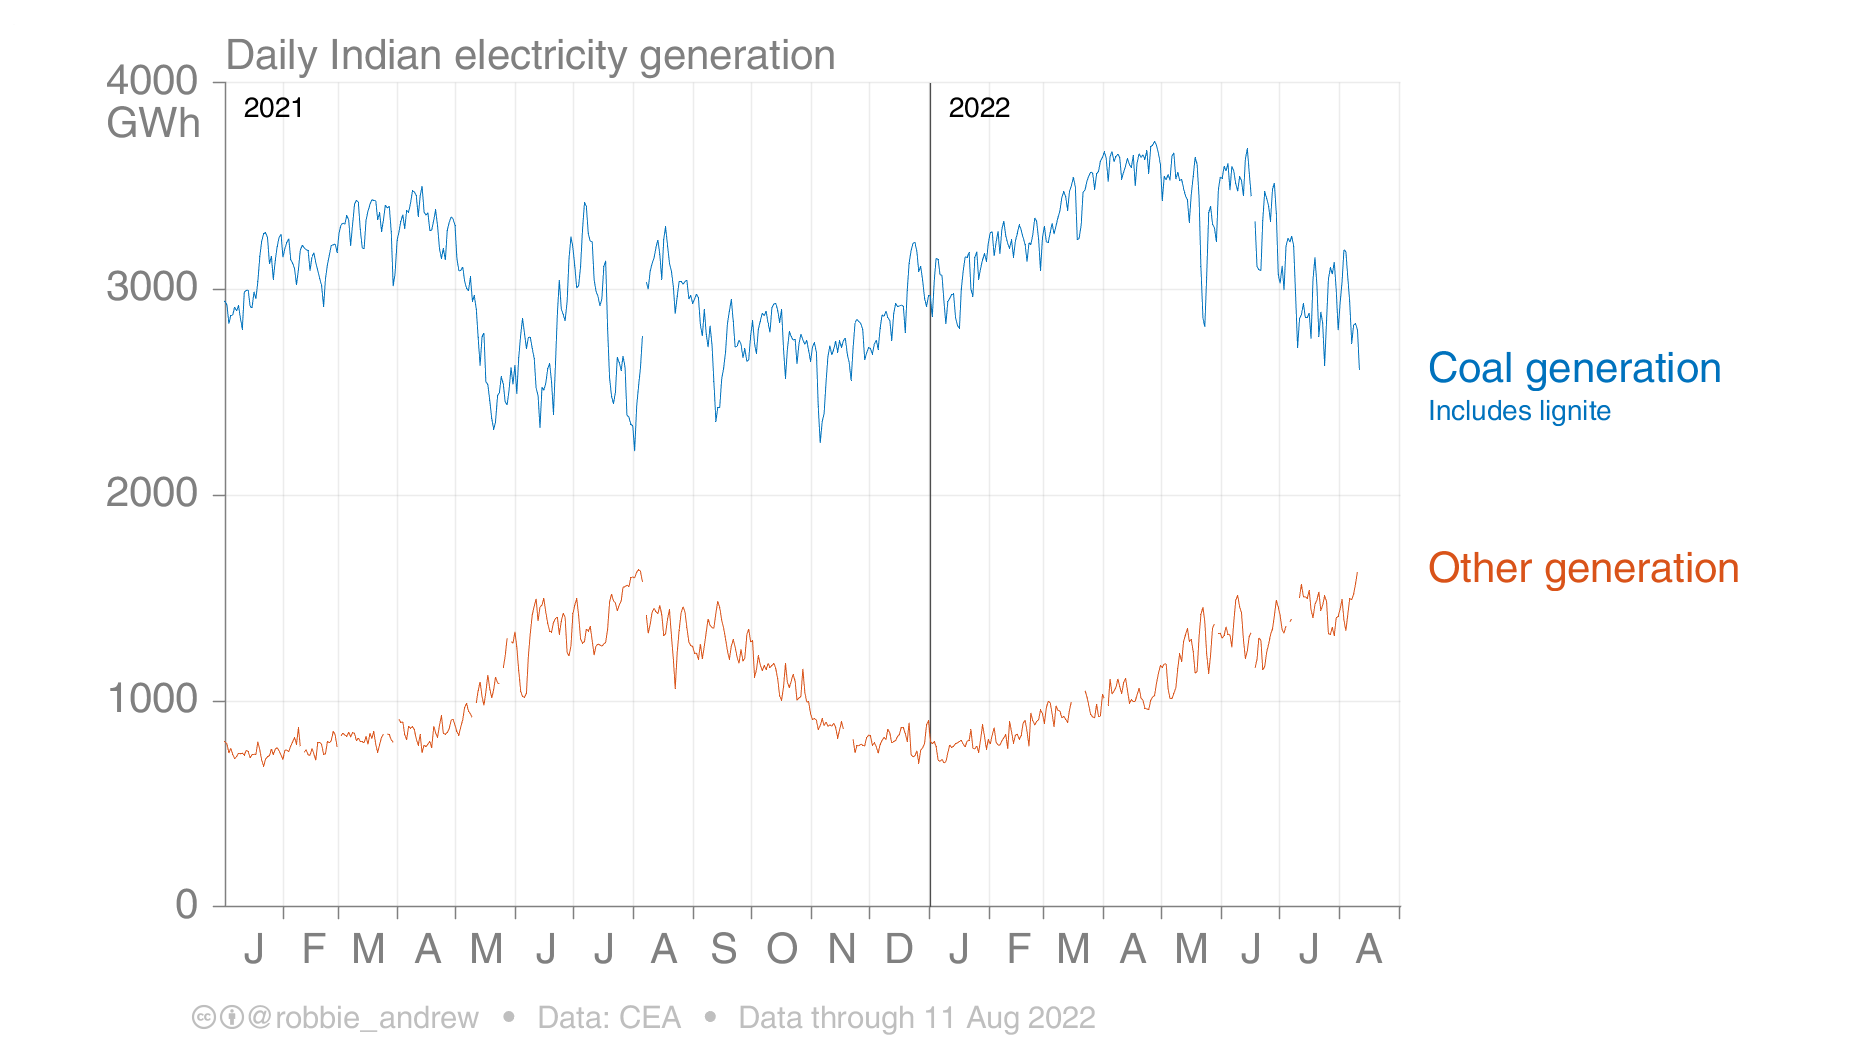 Daily Indian electricity generation
4000
GWh
2021
2022
3000
2000
1000
0
Coal generation
Includes lignite
Other generation
J F M A M J J A S O N D J F M A M J J A
cc @robbie_andrew • Data: CEA • Data through 11 Aug 2022